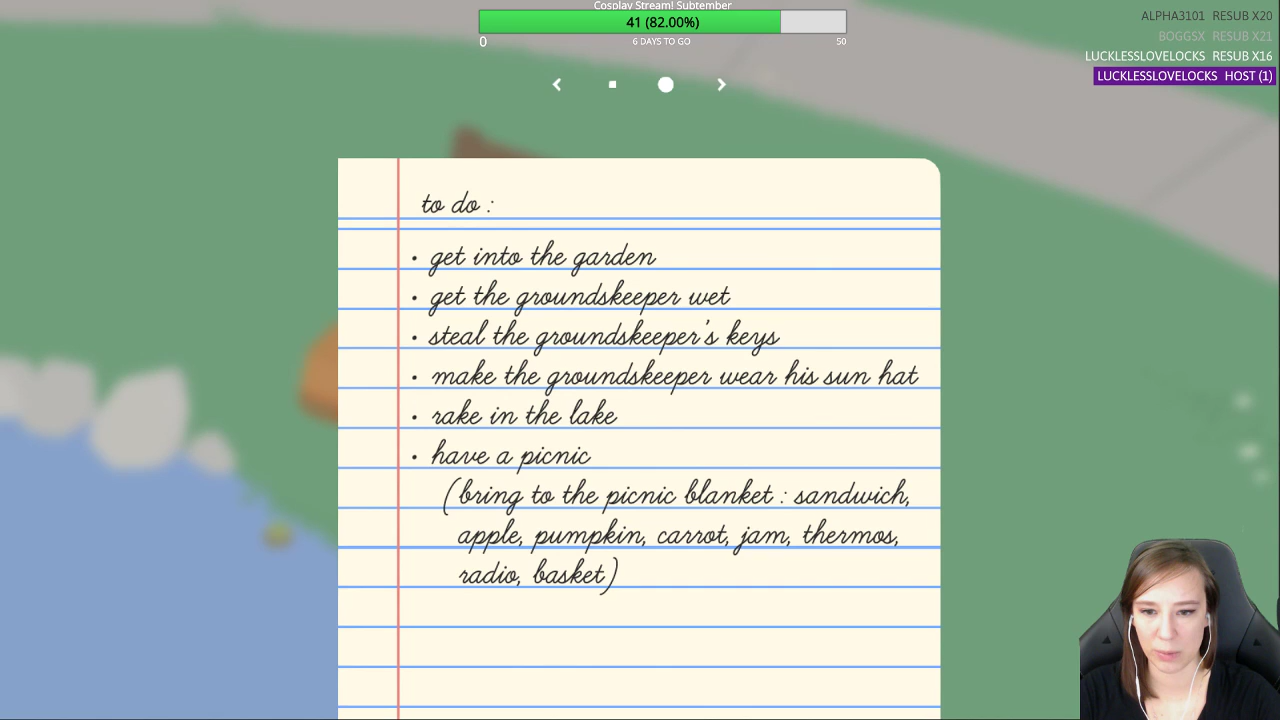 Cosplay Stream! Subtember
41 (82.00%)
0 6 DAYS TO GO 50
ALPHA3101 RESUB X20
BOGGSX RESUB X21
LUCKLESSLOVELOCKS RESUB X16
LUCKLESSLOVELOCKS HOST (1)
to do :
• get into the garden
• get the groundskeeper wet
• steal the groundskeeper's keys
• make the groundskeeper wear his sun hat
• rake in the lake
• have a picnic
(bring to the picnic blanket : sandwich,
apple, pumpkin, carrot, jam, thermos,
radio, basket)